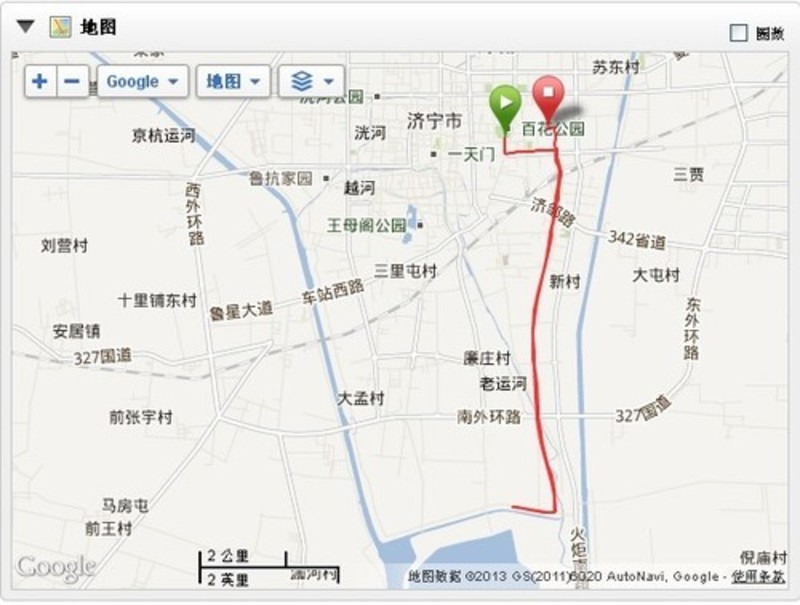 地图
圈数
苏东村
Google
地图
洸河公园
京杭运河
洸河
济宁市
百花公园
一天门
鲁抗家园
越河
三贾
西外环路
济邹路
王母阁公园
342省道
刘营村
三里屯村
新村
大屯村
十里铺东村
鲁星大道
车站西路
东外环路
安居镇
327国道
廉庄村
老运河
大孟村
前张宇村
南外环路
327国道
马房屯
前王村
火炬南路
倪庙村
2 公里
2 英里
Google
地图数据 ©2013 GS(2011)6020 AutoNavi, Google - 使用条款